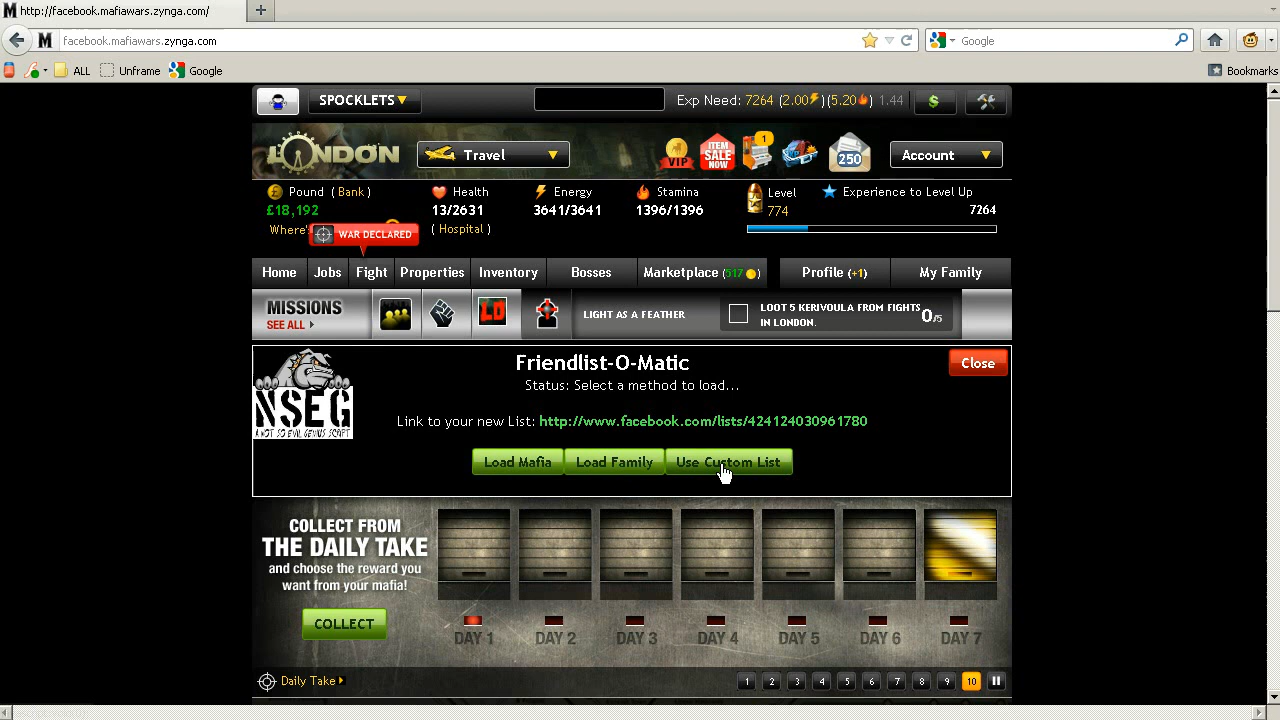 http://facebook.mafiawars.zynga.com/
facebook.mafiawars.zynga.com
Google
ALL
Unframe
Google
Bookmarks
SPOCKLETS
Exp Need: 7264 (2.00)(5.20) 1.44
$
LONDON
Travel
VIP
ITEM SALE NOW
1
250
Account
Pound (Bank)
£18,192
Where's
WAR DECLARED
Health
13/2631
(Hospital)
Energy
3641/3641
Stamina
1396/1396
Level
774
Experience to Level Up
7264
Home
Jobs
Fight
Properties
Inventory
Bosses
Marketplace (517)
Profile (+1)
My Family
MISSIONS
SEE ALL
LIGHT AS A FEATHER
LOOT 5 KERIVOULA FROM FIGHTS
IN LONDON.
0/5
Friendlist-O-Matic
Close
Status: Select a method to load...
NSEG
A NOT SO EVIL GENIUS SCRIPT
Link to your new List: http://www.facebook.com/lists/424124030961780
Load Mafia
Load Family
Use Custom List
COLLECT FROM
THE DAILY TAKE
and choose the reward you
want from your mafia!
COLLECT
DAY 1
DAY 2
DAY 3
DAY 4
DAY 5
DAY 6
DAY 7
Daily Take
1 2 3 4 5 6 7 8 9 10